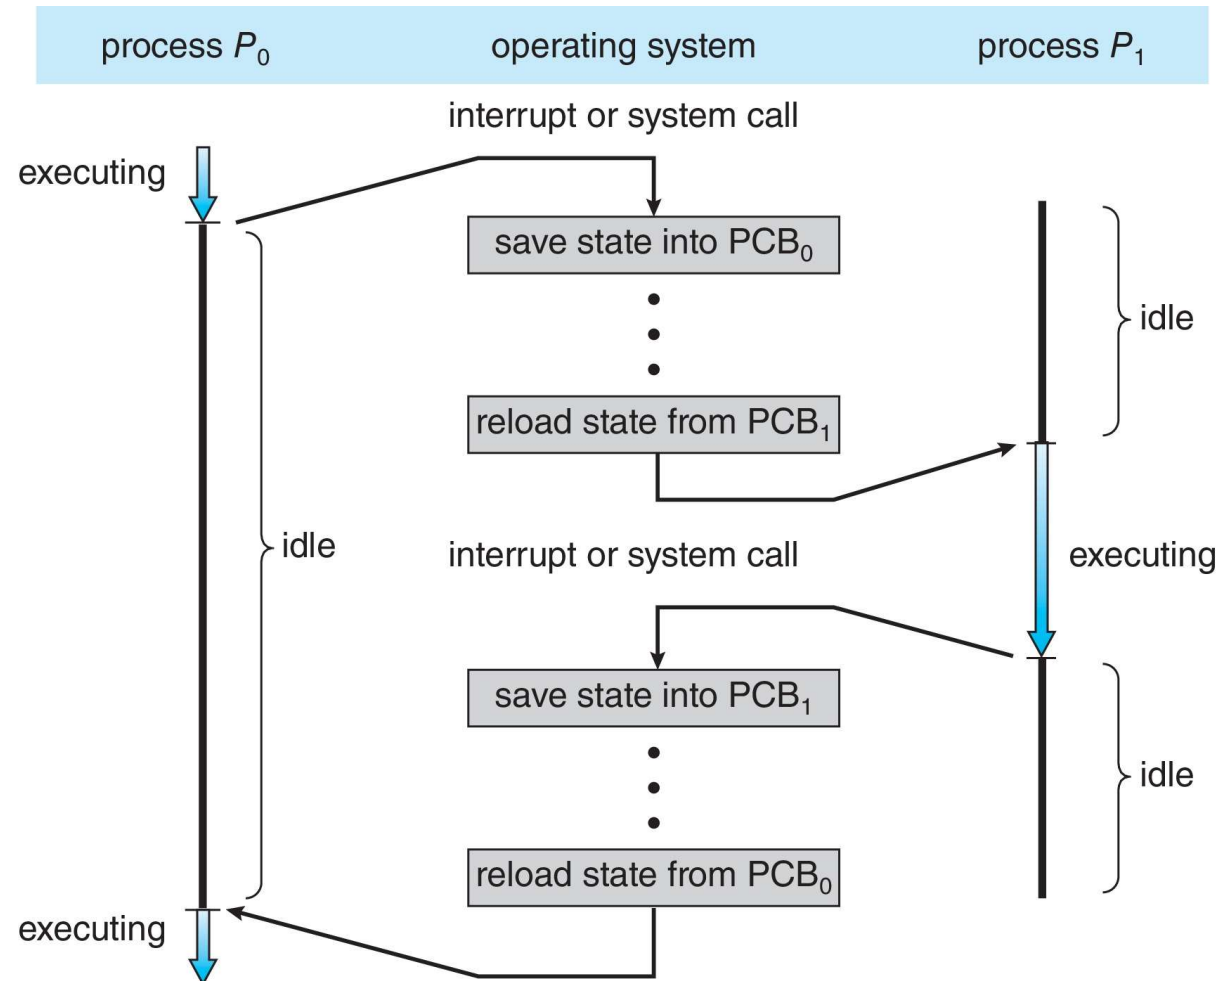 process P₀ operating system process P₁
interrupt or system call
executing
save state into PCB₀
idle
reload state from PCB₁
idle
interrupt or system call
executing
save state into PCB₁
idle
reload state from PCB₀
executing